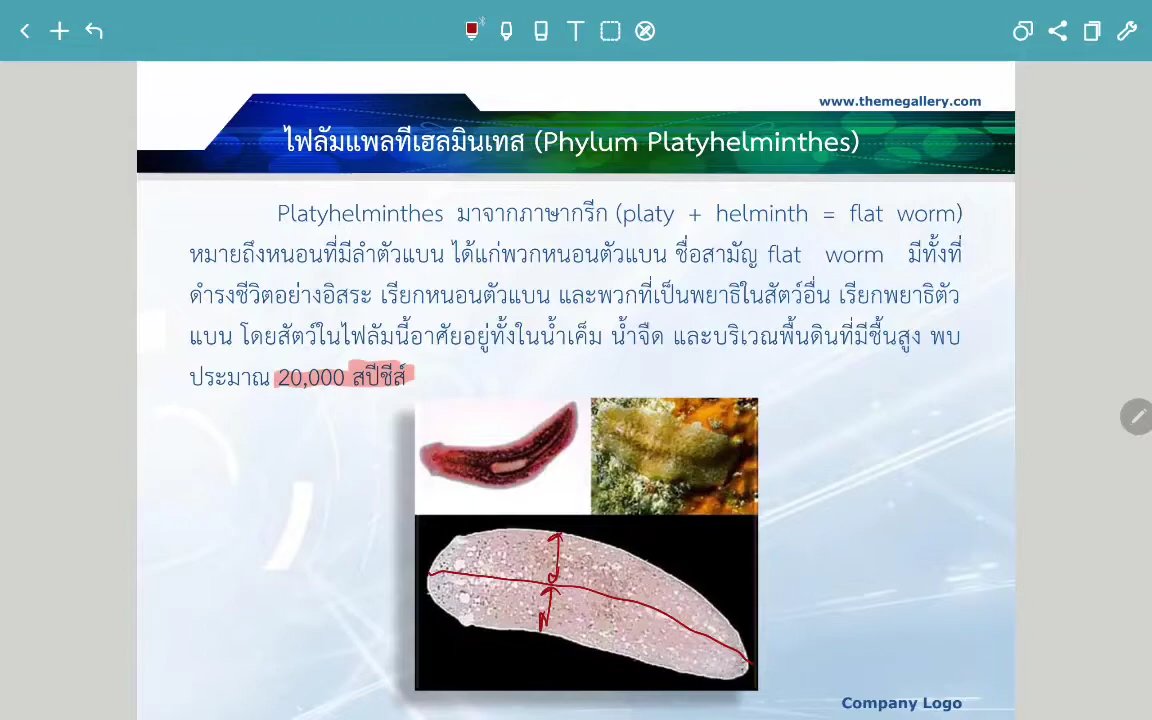 www.themegallery.com
ไฟลัมแพลทีเฮลมินเทส (Phylum Platyhelminthes)
Platyhelminthes มาจากภาษากรีก (platy + helminth = flat worm)
หมายถึงหนอนที่มีลำตัวแบน ได้แก่พวกหนอนตัวแบน ชื่อสามัญ flat worm มีทั้งที่
ดำรงชีวิตอย่างอิสระ เรียกหนอนตัวแบน และพวกที่เป็นพยาธิในสัตว์อื่น เรียกพยาธิตัว
แบน โดยสัตว์ในไฟลัมนี้อาศัยอยู่ทั้งในน้ำเค็ม น้ำจืด และบริเวณพื้นดินที่มีชื้นสูง พบ
ประมาณ 20,000 สปีชีส์
Company Logo